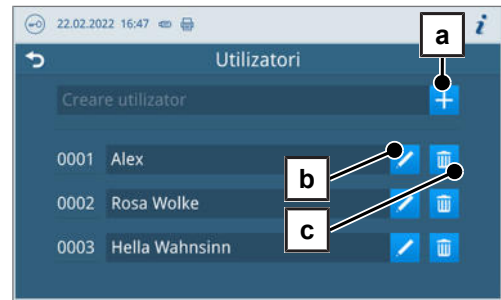 22.02.2022 16:47
a
i
Utilizatori
Creare utilizator
+
0001 Alex
b
0002 Rosa Wolke
c
0003 Hella Wahnsinn